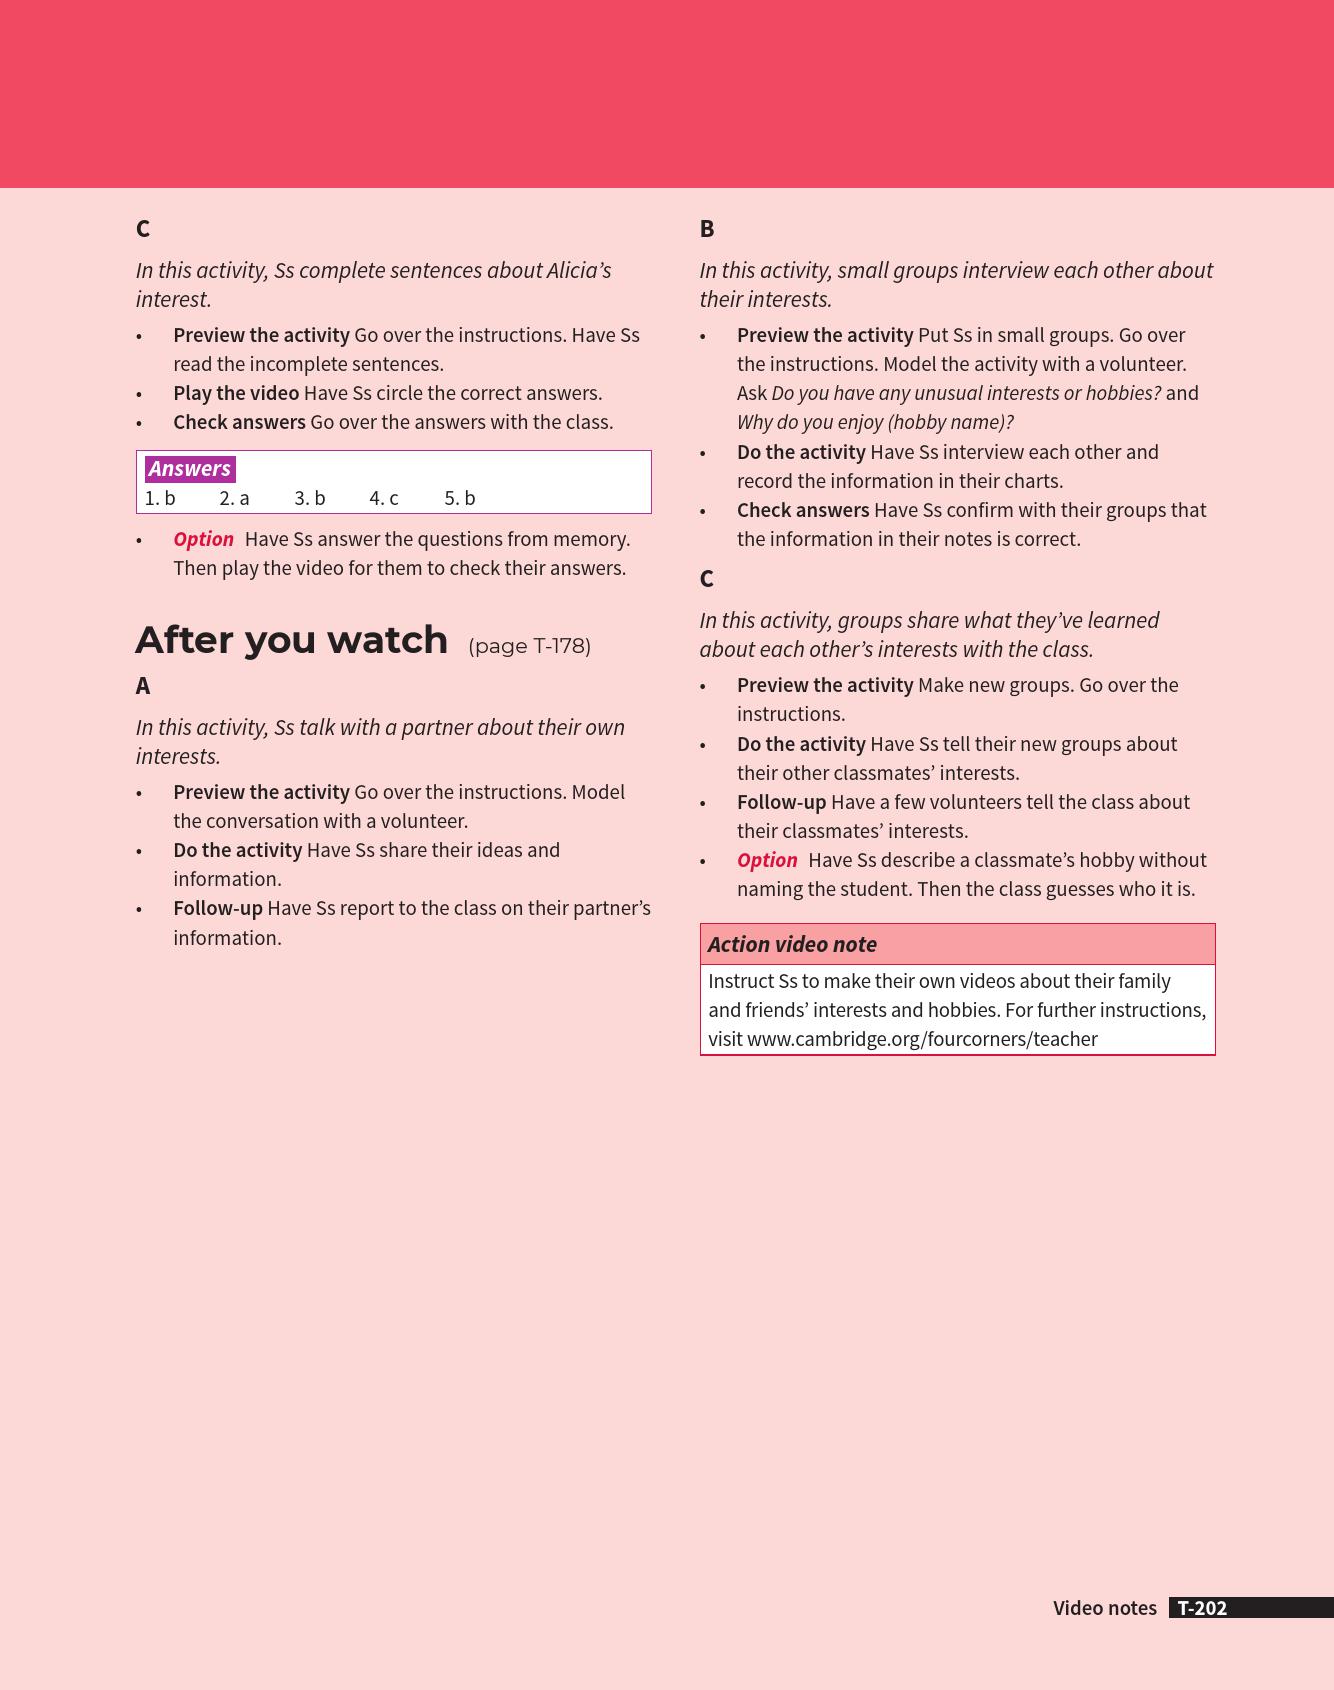 C
In this activity, Ss complete sentences about Alicia’s
interest.
• Preview the activity Go over the instructions. Have Ss
read the incomplete sentences.
• Play the video Have Ss circle the correct answers.
• Check answers Go over the answers with the class.
Answers
1. b 2. a 3. b 4. c 5. b
• Option Have Ss answer the questions from memory.
Then play the video for them to check their answers.
After you watch (page T-178)
A
In this activity, Ss talk with a partner about their own
interests.
• Preview the activity Go over the instructions. Model
the conversation with a volunteer.
• Do the activity Have Ss share their ideas and
information.
• Follow-up Have Ss report to the class on their partner’s
information.
B
In this activity, small groups interview each other about
their interests.
• Preview the activity Put Ss in small groups. Go over
the instructions. Model the activity with a volunteer.
Ask Do you have any unusual interests or hobbies? and
Why do you enjoy (hobby name)?
• Do the activity Have Ss interview each other and
record the information in their charts.
• Check answers Have Ss confirm with their groups that
the information in their notes is correct.
C
In this activity, groups share what they’ve learned
about each other’s interests with the class.
• Preview the activity Make new groups. Go over the
instructions.
• Do the activity Have Ss tell their new groups about
their other classmates’ interests.
• Follow-up Have a few volunteers tell the class about
their classmates’ interests.
• Option Have Ss describe a classmate’s hobby without
naming the student. Then the class guesses who it is.
Action video note
Instruct Ss to make their own videos about their family
and friends’ interests and hobbies. For further instructions,
visit www.cambridge.org/fourcorners/teacher
Video notes T-202